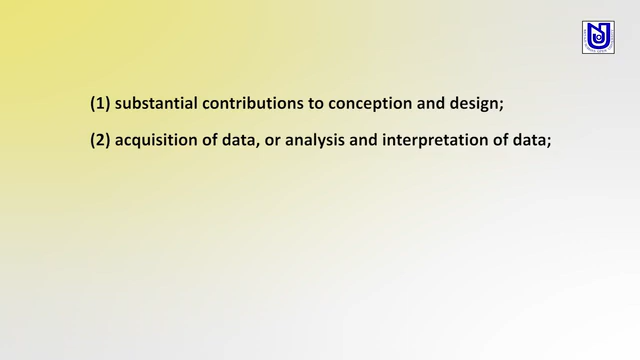 (1) substantial contributions to conception and design;
(2) acquisition of data, or analysis and interpretation of data;